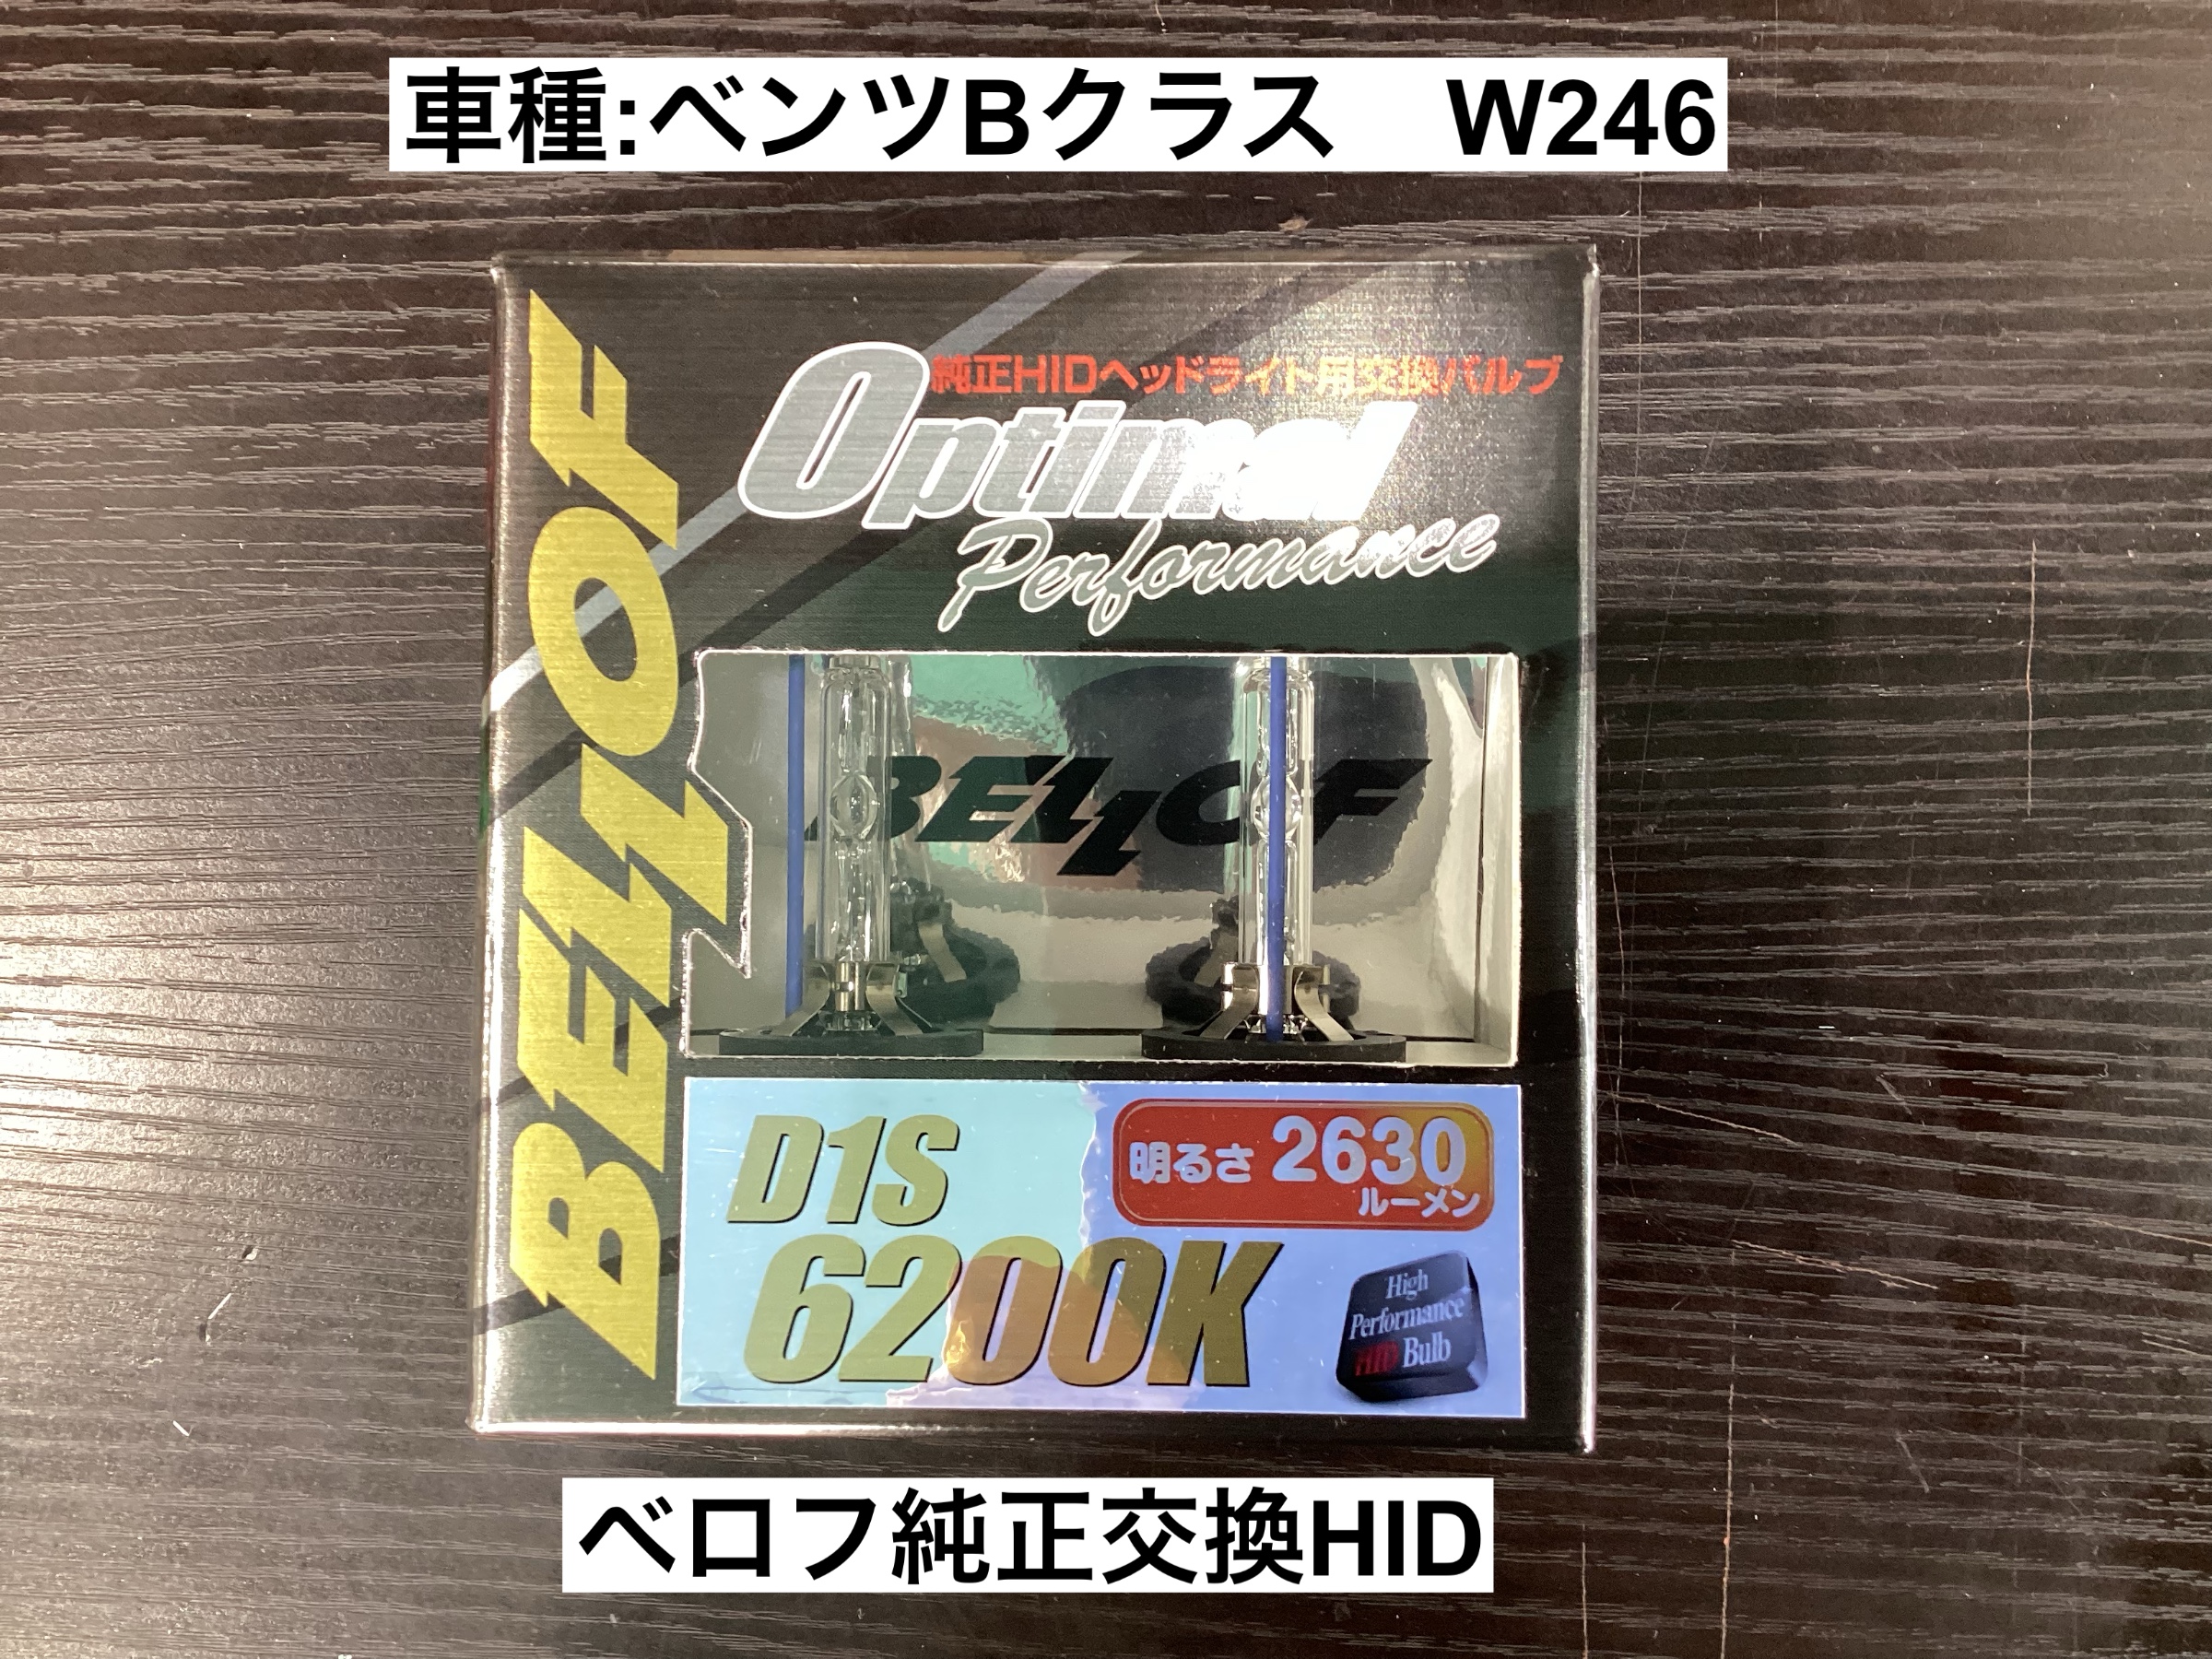 車種:ベンツBクラス　W246
BELLOF
純正HIDヘッドライト用交換バルブ
Optimal
Performance
BELLOF
D1S
明るさ 2630
ルーメン
6200K
High
Performance
HID Bulb
ベロフ純正交換HID